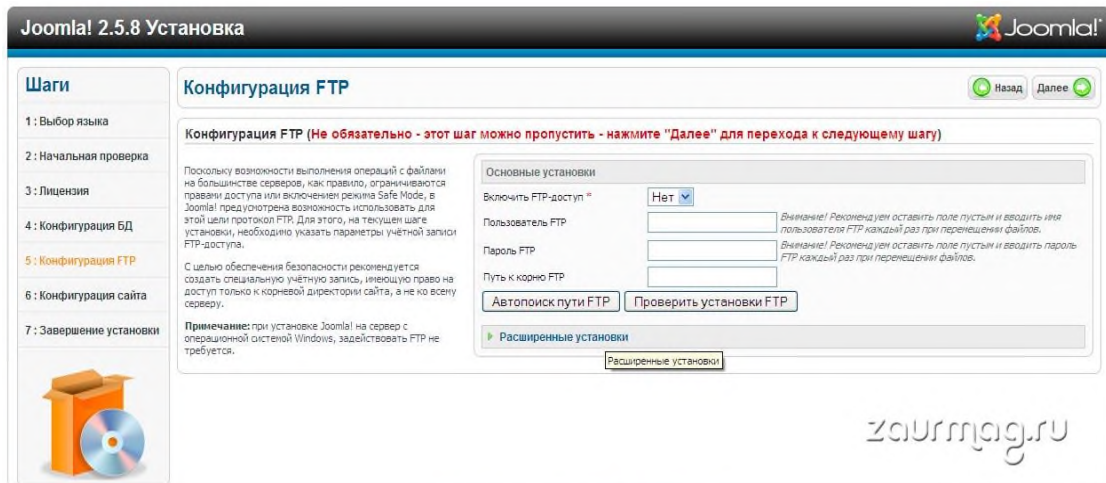 Joomla! 2.5.8 Установка
Joomla!
Шаги
1 : Выбор языка
2 : Начальная проверка
3 : Лицензия
4 : Конфигурация БД
5 : Конфигурация FTP
6 : Конфигурация сайта
7 : Завершение установки
Конфигурация FTP
Назад
Далее
Конфигурация FTP (Не обязательно - этот шаг можно пропустить - нажмите "Далее" для перехода к следующему шагу)
Поскольку возможности выполнения операций с файлами
на большинстве серверов, как правило, ограничиваются
правами доступа или включением режима Safe Mode, в
Joomla! предусмотрена возможность использовать для
этой цели протокол FTP. Для этого, на текущем шаге
установки, необходимо указать параметры учётной записи
FTP-доступа.
С целью обеспечения безопасности рекомендуется
создать специальную учётную запись, имеющую право на
доступ только к корневой директории сайта, а не ко всему
серверу.
Примечание: при установке Joomla! на сервер с
операционной системой Windows, задействовать FTP не
требуется.
Основные установки
Включить FTP-доступ *
Нет
Пользователь FTP
Внимание! Рекомендуем оставить поле пустым и вводить имя
пользователя FTP каждый раз при перемещении файлов.
Пароль FTP
Внимание! Рекомендуем оставить поле пустым и вводить пароль
FTP каждый раз при перемещении файлов.
Путь к корню FTP
Автопоиск пути FTP
Проверить установки FTP
Расширенные установки
Расширенные установки
zaurmag.ru